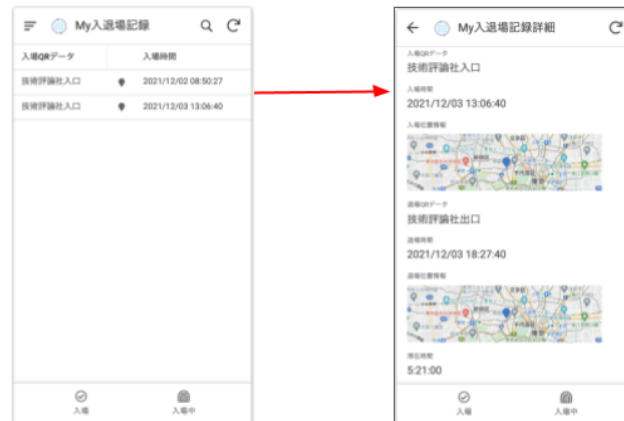 My入退場記録
入場QRデータ 入場時間
技術評論社入口 2021/12/02 08:50:27
技術評論社入口 2021/12/03 13:06:40
入場 入場中
My入退場記録詳細
入場QRデータ
技術評論社入口
入場時間
2021/12/03 13:06:40
入場位置情報
退場QRデータ
技術評論社出口
退場時間
2021/12/03 18:27:40
退場位置情報
滞在時間
5:21:00
入場 入場中